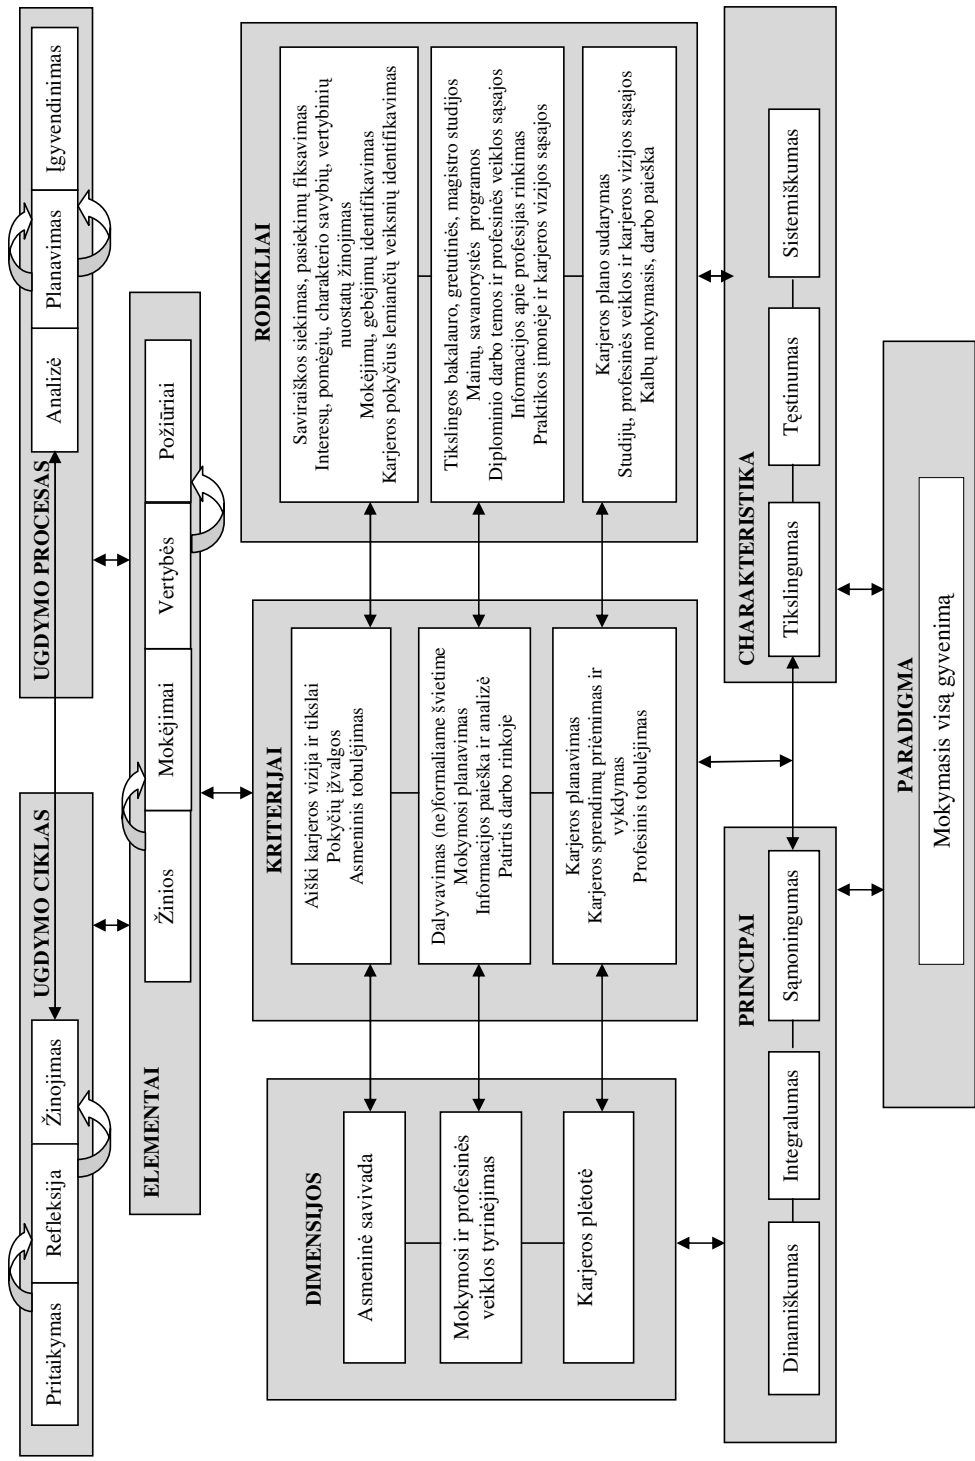 UGDYMO CIKLAS
Pritaikymas
Refleksija
Žinojimas
UGDYMO PROCESAS
Analizė
Planavimas
Įgyvendinimas
ELEMENTAI
Žinios
Mokėjimai
Vertybės
Požiūriai
DIMENSIJOS
Asmeninė savivada
Mokymosi ir profesinės
veiklos tyrinėjimas
Karjeros plėtotė
KRITERIJAI
Aiški karjeros vizija ir tikslai
Pokyčių įžvalgos
Asmeninis tobulėjimas
Dalyvavimas (ne)formaliame švietime
Mokymosi planavimas
Informacijos paieška ir analizė
Patirtis darbo rinkoje
Karjeros planavimas
Karjeros sprendimų priėmimas ir
vykdymas
Profesinis tobulėjimas
RODIKLIAI
Saviraiškos siekimas, pasiekimų fiksavimas
Interesų, pomėgių, charakterio savybių, vertybinių
nuostatų žinojimas
Mokėjimų, gebėjimų identifikavimas
Karjeros pokyčius lemiančių veiksnių identifikavimas
Tikslingos bakalauro, gretutinės, magistro studijos
Mainų, savanorystės programos
Diplominio darbo temos ir profesinės veiklos sąsajos
Informacijos apie profesijas rinkimas
Praktikos įmonėje ir karjeros vizijos sąsajos
Karjeros plano sudarymas
Studijų, profesinės veiklos ir karjeros vizijos sąsajos
Kalbų mokymasis, darbo paieška
PRINCIPAI
Dinamiškumas
Integralumas
Sąmoningumas
CHARAKTERISTIKA
Tikslingumas
Tęstinumas
Sistemiškumas
PARADIGMA
Mokymasis visą gyvenimą